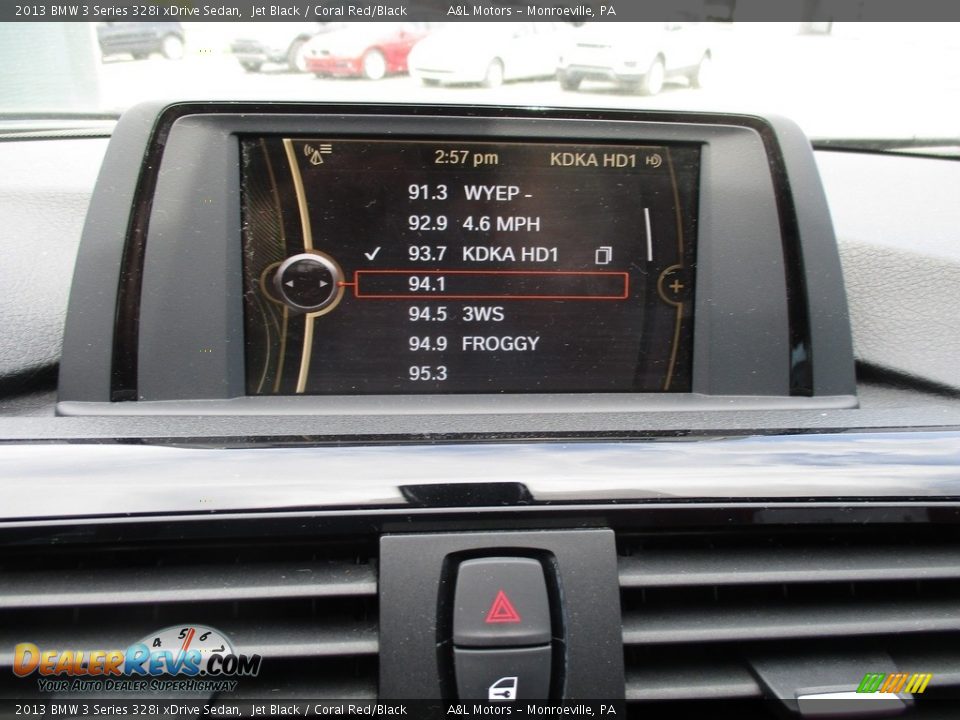 2013 BMW 3 Series 328i xDrive Sedan, Jet Black / Coral Red/Black A&L Motors - Monroeville, PA
2:57 pm KDKA HD1
91.3 WYEP -
92.9 4.6 MPH
93.7 KDKA HD1
94.1
94.5 3WS
94.9 FROGGY
95.3
4 5 6
DealerRevs.com
Your Auto Dealer SuperHighway
2013 BMW 3 Series 328i xDrive Sedan, Jet Black / Coral Red/Black A&L Motors - Monroeville, PA